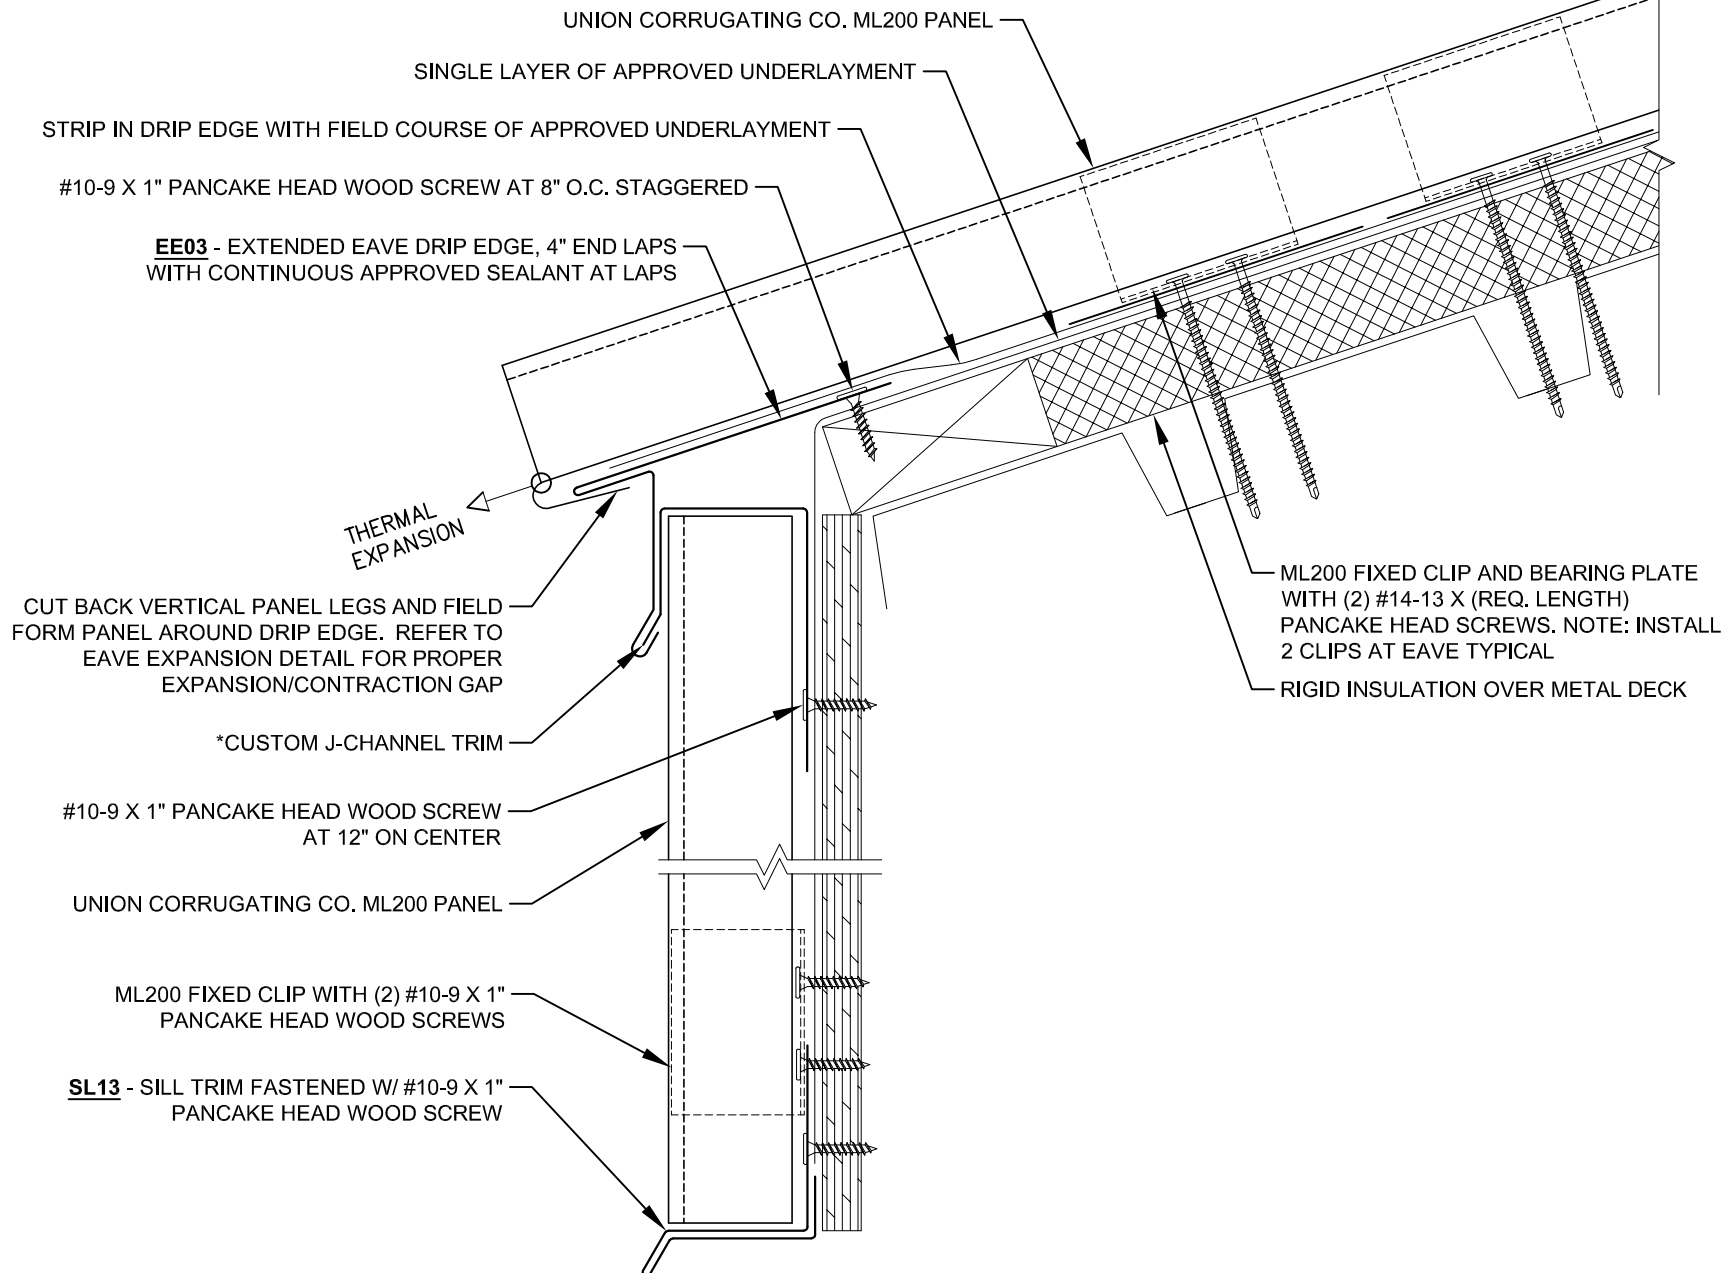 UNION CORRUGATING CO. ML200 PANEL
SINGLE LAYER OF APPROVED UNDERLAYMENT
STRIP IN DRIP EDGE WITH FIELD COURSE OF APPROVED UNDERLAYMENT
#10-9 X 1" PANCAKE HEAD WOOD SCREW AT 8" O.C. STAGGERED
EE03 - EXTENDED EAVE DRIP EDGE, 4" END LAPS
WITH CONTINUOUS APPROVED SEALANT AT LAPS
THERMAL
EXPANSION
CUT BACK VERTICAL PANEL LEGS AND FIELD
FORM PANEL AROUND DRIP EDGE. REFER TO
EAVE EXPANSION DETAIL FOR PROPER
EXPANSION/CONTRACTION GAP
*CUSTOM J-CHANNEL TRIM
#10-9 X 1" PANCAKE HEAD WOOD SCREW
AT 12" ON CENTER
UNION CORRUGATING CO. ML200 PANEL
ML200 FIXED CLIP WITH (2) #10-9 X 1"
PANCAKE HEAD WOOD SCREWS
SL13 - SILL TRIM FASTENED W/ #10-9 X 1"
PANCAKE HEAD WOOD SCREW
ML200 FIXED CLIP AND BEARING PLATE
WITH (2) #14-13 X (REQ. LENGTH)
PANCAKE HEAD SCREWS. NOTE: INSTALL
2 CLIPS AT EAVE TYPICAL
RIGID INSULATION OVER METAL DECK